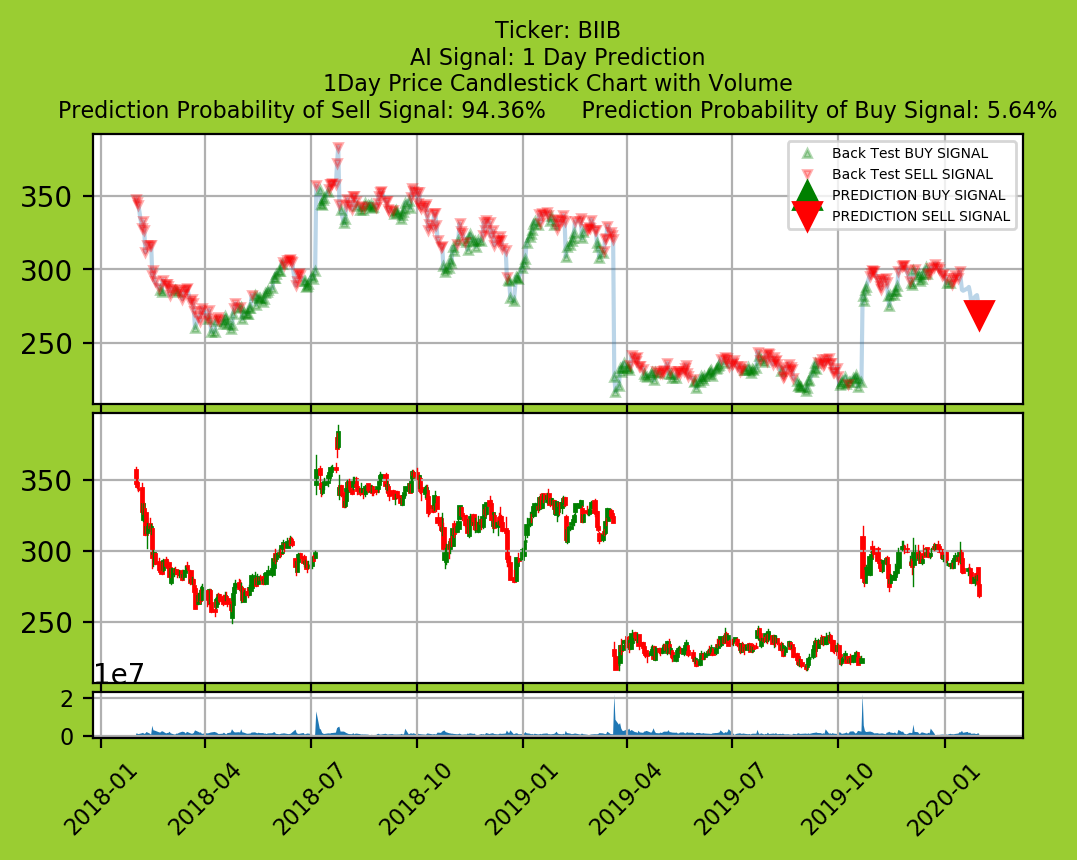 Ticker: BIIB
AI Signal: 1 Day Prediction
1Day Price Candlestick Chart with Volume
Prediction Probability of Sell Signal: 94.36%     Prediction Probability of Buy Signal: 5.64%
Back Test BUY SIGNAL
Back Test SELL SIGNAL
PREDICTION BUY SIGNAL
PREDICTION SELL SIGNAL
350
300
250
350
300
250
1e7
2
0
2018-01
2018-04
2018-07
2018-10
2019-01
2019-04
2019-07
2019-10
2020-01